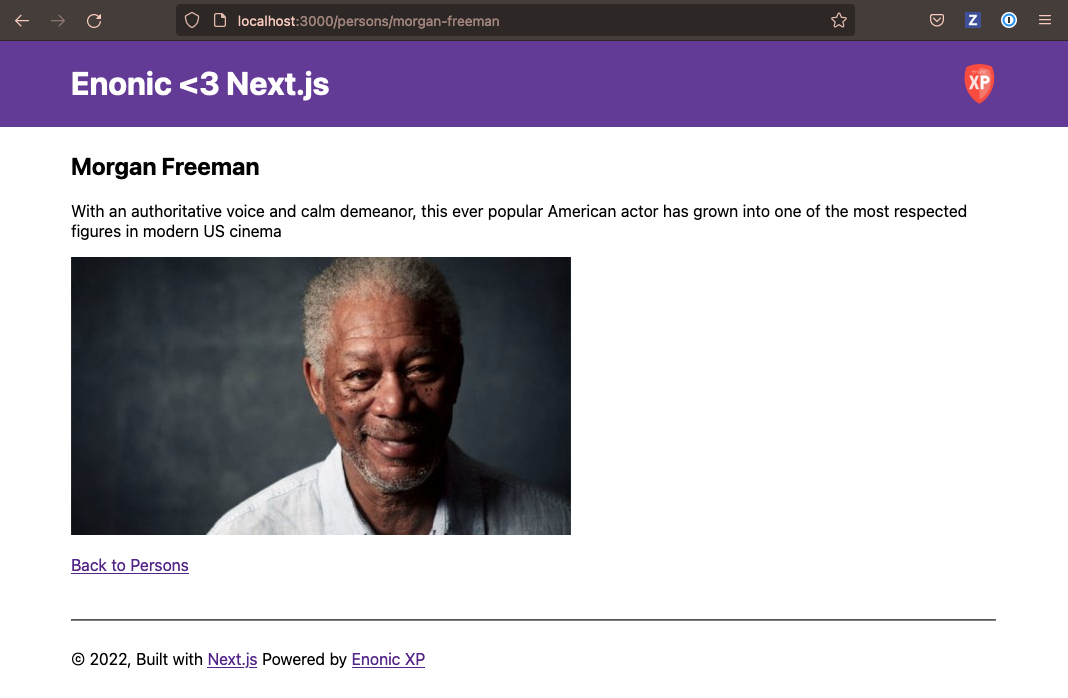 localhost:3000/persons/morgan-freeman
Z
Enonic <3 Next.js
XP
Morgan Freeman
With an authoritative voice and calm demeanor, this ever popular American actor has grown into one of the most respected
figures in modern US cinema
Back to Persons
© 2022, Built with Next.js Powered by Enonic XP